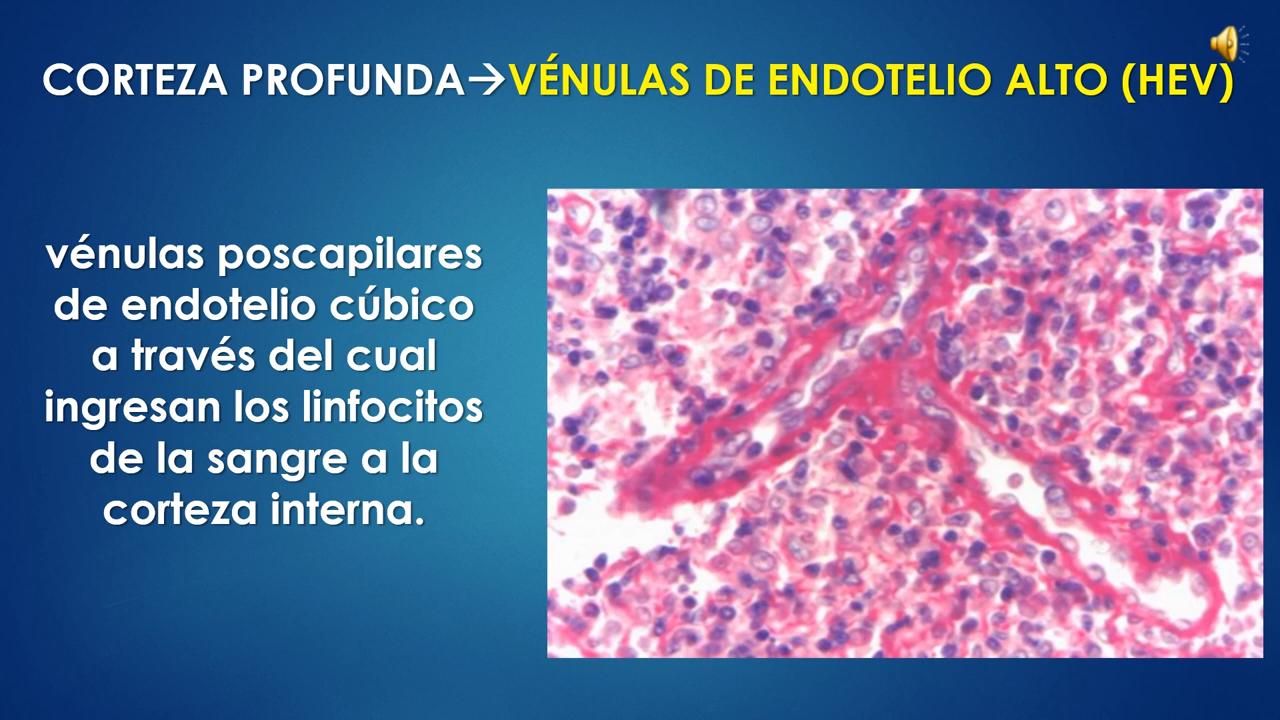 CORTEZA PROFUNDA→VÉNULAS DE ENDOTELIO ALTO (HEV)
vénulas poscapilares
de endotelio cúbico
a través del cual
ingresan los linfocitos
de la sangre a la
corteza interna.